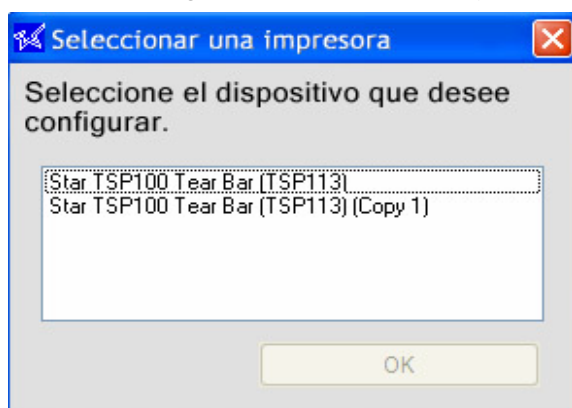 Seleccionar una impresora
Seleccione el dispositivo que desee
configurar.
Star TSP100 Tear Bar (TSP113)
Star TSP100 Tear Bar (TSP113) (Copy 1)
OK